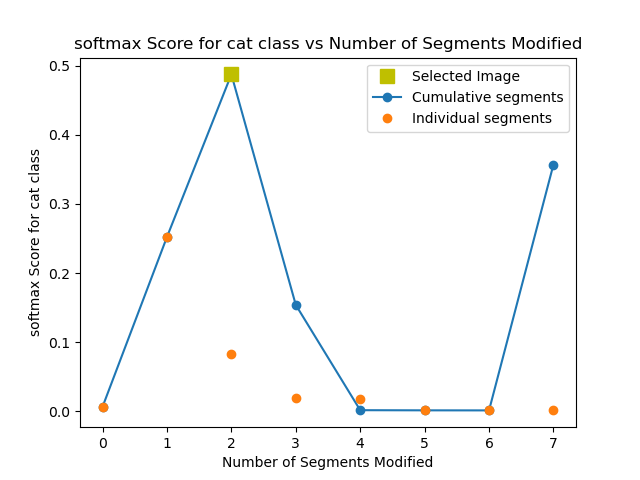 softmax Score for cat class vs Number of Segments Modified
softmax Score for cat class
0.5
0.4
0.3
0.2
0.1
0.0
Selected Image
Cumulative segments
Individual segments
0 1 2 3 4 5 6 7
Number of Segments Modified